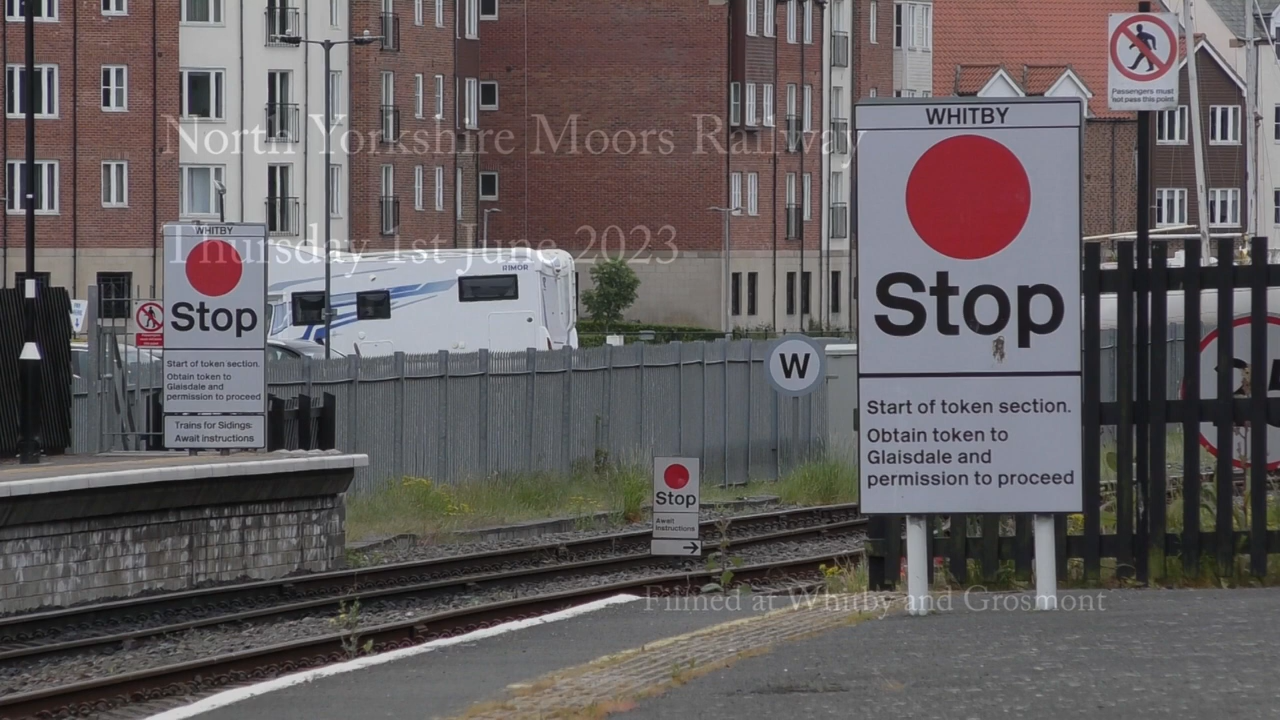 North Yorkshire Moors Railway
Thursday 1st June 2023
Filmed at Whitby and Grosmont
WHITBY
Stop
Start of token section.
Obtain token to
Glaisdale and
permission to proceed
Trains for Sidings:
Await instructions
RIMOR
Stop
Await
Instructions
W
WHITBY
Stop
Start of token section.
Obtain token to
Glaisdale and
permission to proceed
Passengers must
not pass this point